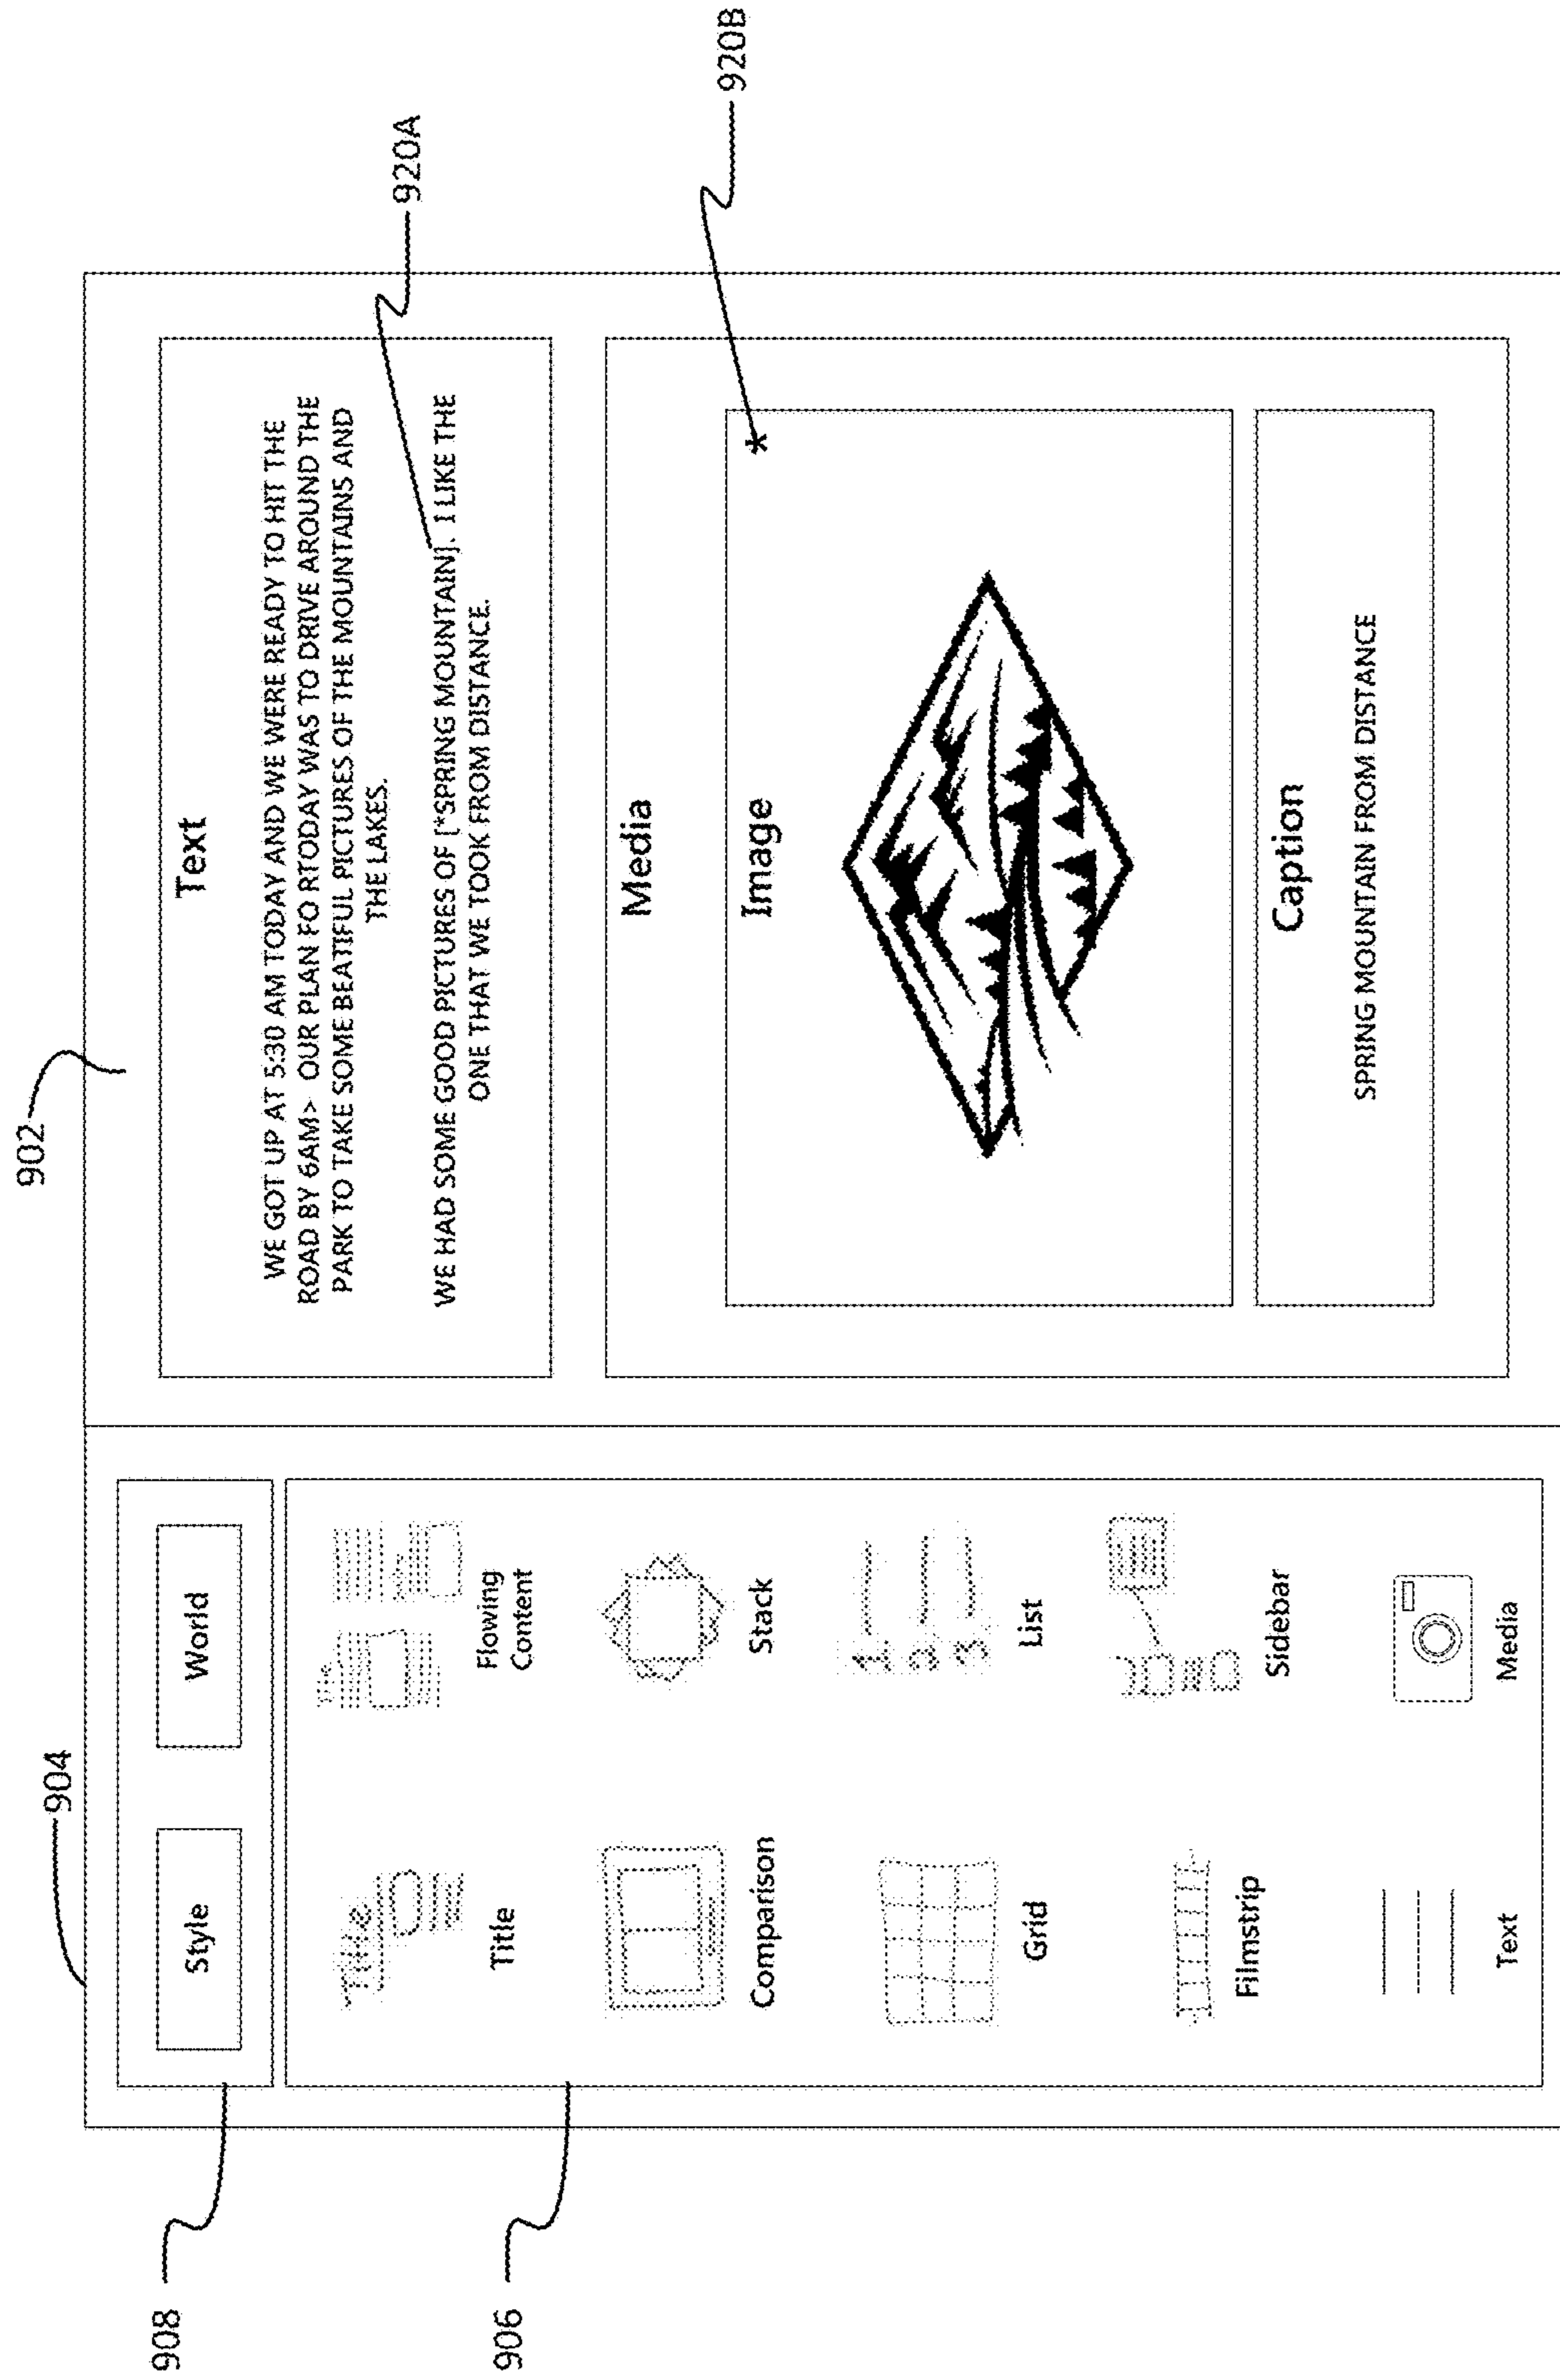 902
904
908
906
Style
World
Title
Title
Flowing
Content
Comparison
Stack
Grid
1
2
3
List
Filmstrip
Sidebar
Text
Media
Text
WE GOT UP AT 5:30 AM TODAY AND WE WERE READY TO HIT THE
ROAD BY 6AM> OUR PLAN FO RTODAY WAS TO DRIVE AROUND THE
PARK TO TAKE SOME BEATIFUL PICTURES OF THE MOUNTAINS AND
THE LAKES.
WE HAD SOME GOOD PICTURES OF [*SPRING MOUNTAIN]. I LIKE THE
ONE THAT WE TOOK FROM DISTANCE.
920A
Media
Image
*
920B
Caption
SPRING MOUNTAIN FROM DISTANCE